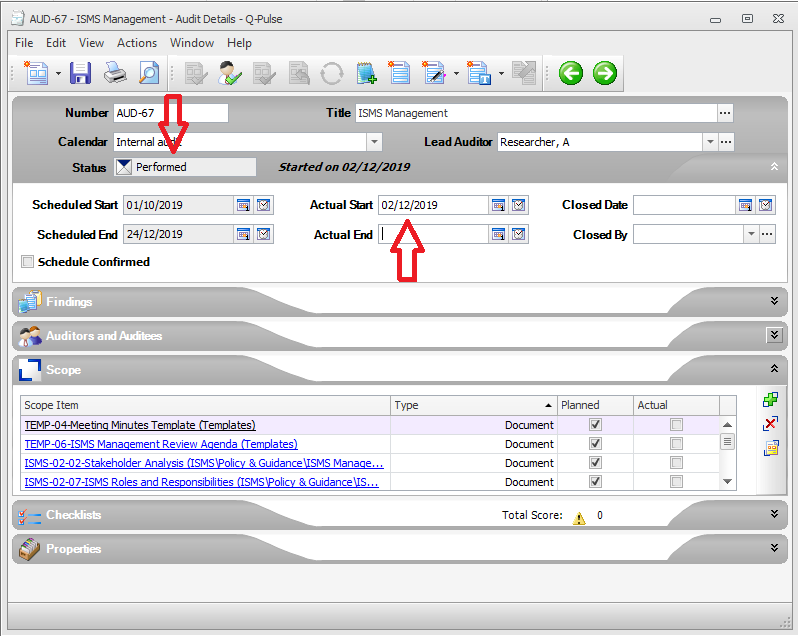 AUD-67 - ISMS Management - Audit Details - Q-Pulse
File Edit View Actions Window Help
Number AUD-67 Title ISMS Management
Calendar Internal audit Lead Auditor Researcher, A
Status Performed Started on 02/12/2019
Scheduled Start 01/10/2019 Actual Start 02/12/2019 Closed Date
Scheduled End 24/12/2019 Actual End Closed By
Schedule Confirmed
Findings
Auditors and Auditees
Scope
Scope Item Type Planned Actual
TEMP-04-Meeting Minutes Template (Templates) Document
TEMP-06-ISMS Management Review Agenda (Templates) Document
ISMS-02-02-Stakeholder Analysis (ISMS\Policy & Guidance\ISMS Manage... Document
ISMS-02-07-ISMS Roles and Responsibilities (ISMS\Policy & Guidance\IS... Document
Checklists Total Score: 0
Properties